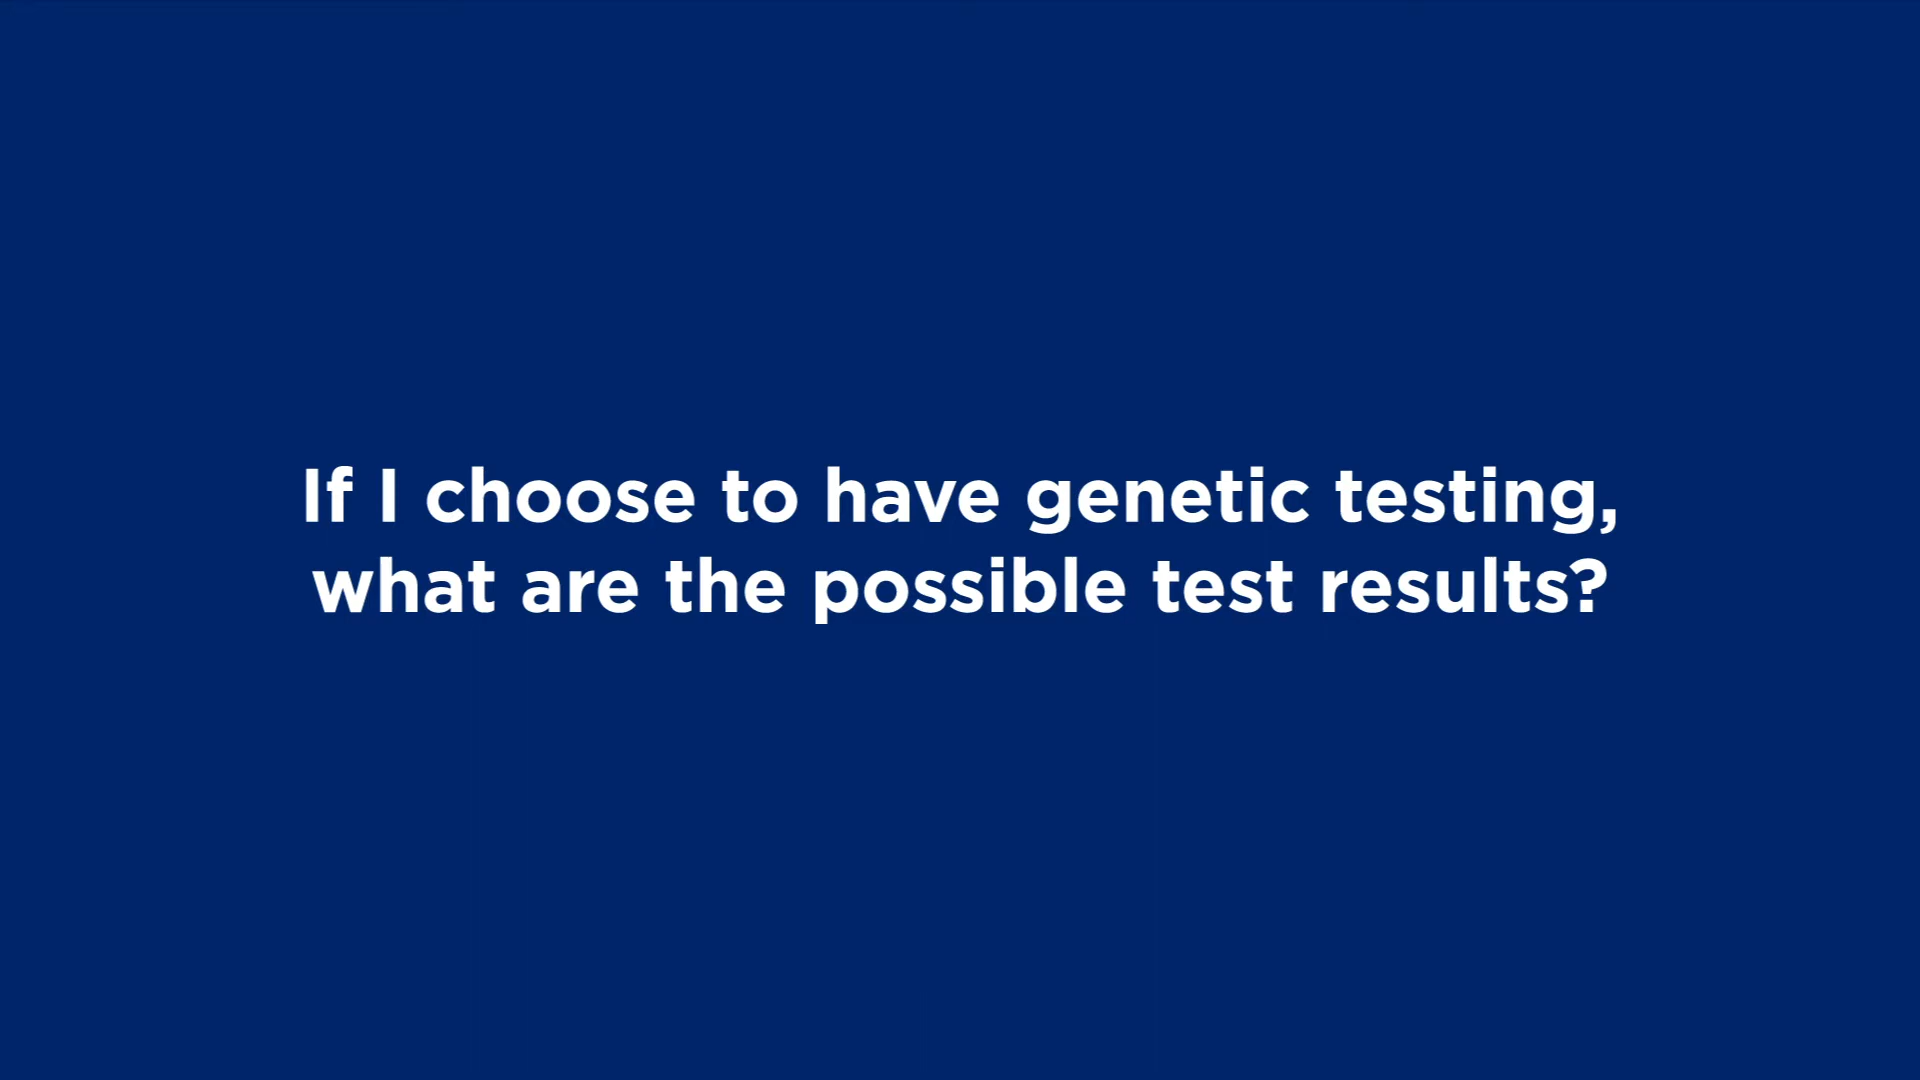 If I choose to have genetic testing,
what are the possible test results?